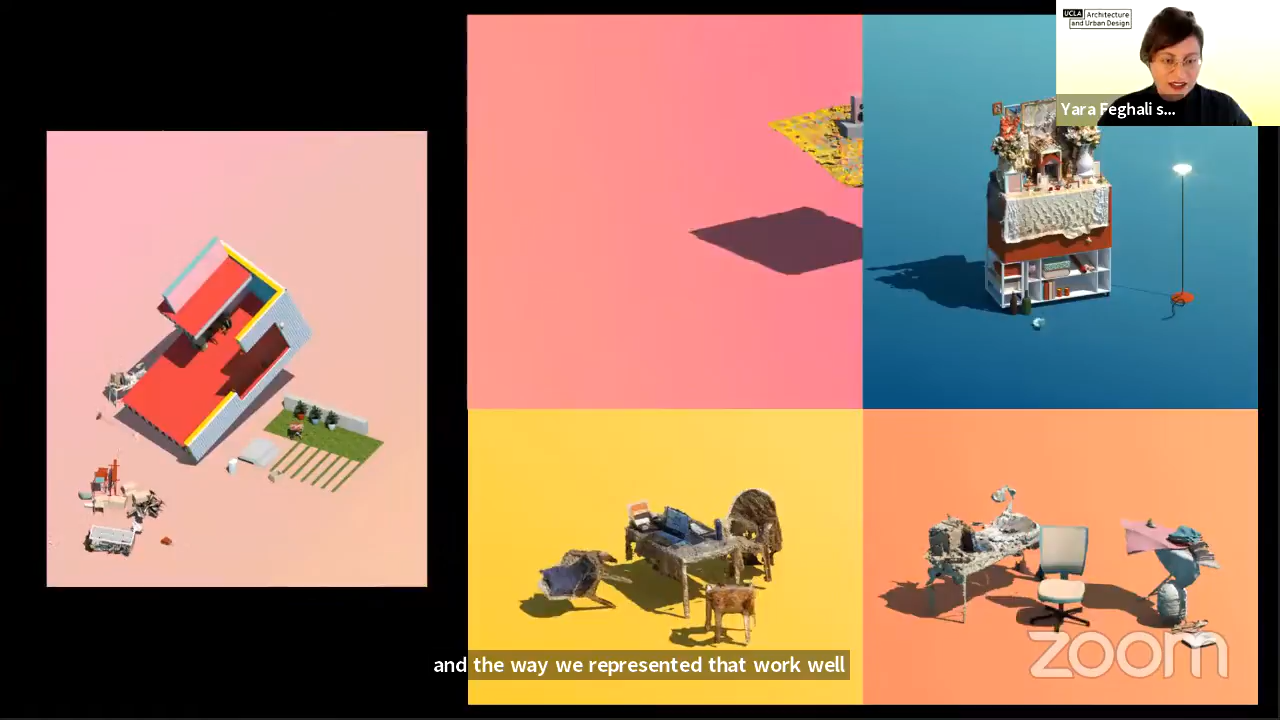 UCLA Architecture
and Urban Design
Yara Feghali s...
and the way we represented that work well
zoom